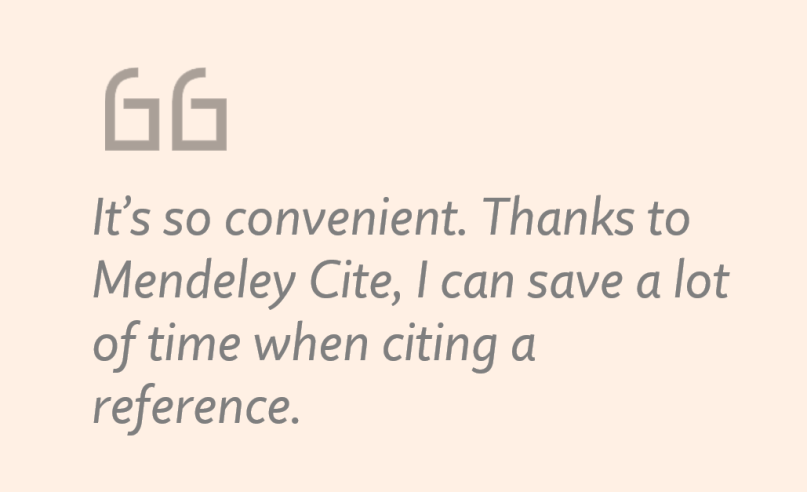 It’s so convenient. Thanks to
Mendeley Cite, I can save a lot
of time when citing a
reference.